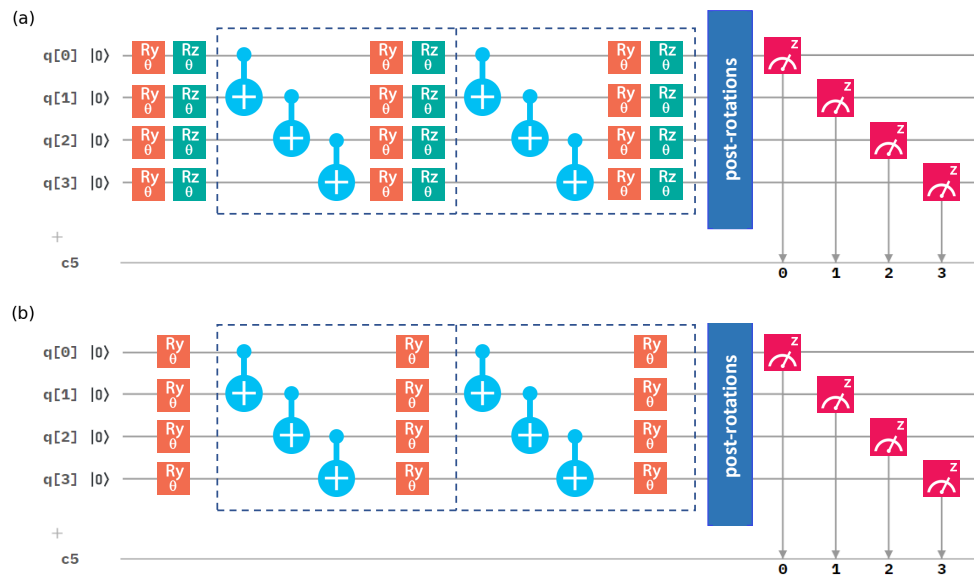 (a)
q[0] |0⟩ Ry θ Rz θ Ry θ Rz θ Ry θ Rz θ Z
q[1] |0⟩ Ry θ Rz θ Ry θ Rz θ Ry θ Rz θ Z
q[2] |0⟩ Ry θ Rz θ Ry θ Rz θ Ry θ Rz θ Z
q[3] |0⟩ Ry θ Rz θ Ry θ Rz θ Ry θ Rz θ Z
post-rotations
+
c5
0 1 2 3
(b)
q[0] |0⟩ Ry θ Ry θ Ry θ Z
q[1] |0⟩ Ry θ Ry θ Ry θ Z
q[2] |0⟩ Ry θ Ry θ Ry θ Z
q[3] |0⟩ Ry θ Ry θ Ry θ Z
post-rotations
+
c5
0 1 2 3